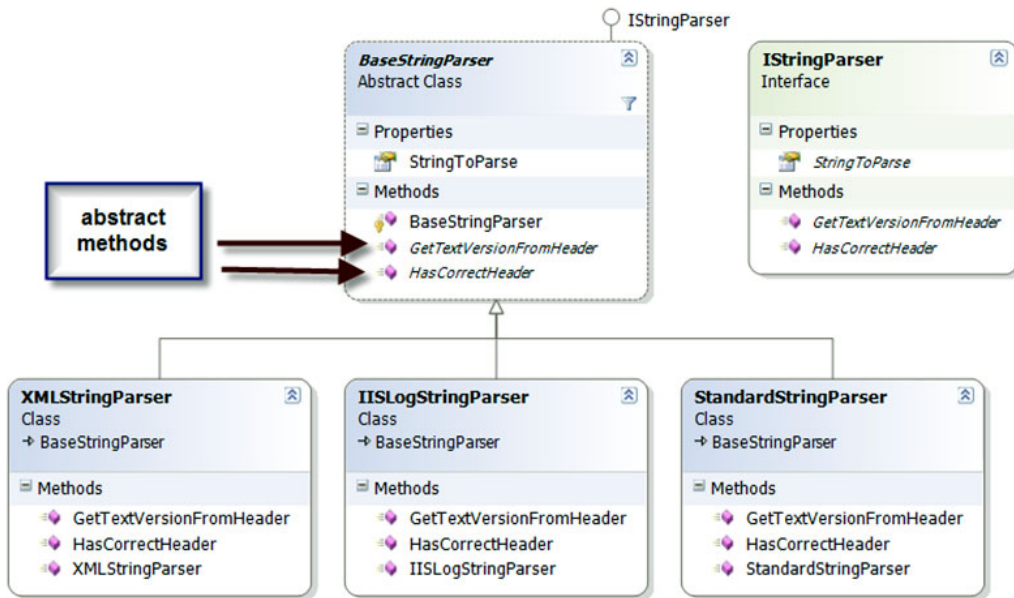 IStringParser
BaseStringParser
Abstract Class
Properties
StringToParse
Methods
BaseStringParser
GetTextVersionFromHeader
HasCorrectHeader
IStringParser
Interface
Properties
StringToParse
Methods
GetTextVersionFromHeader
HasCorrectHeader
abstract
methods
XMLStringParser
Class
BaseStringParser
Methods
GetTextVersionFromHeader
HasCorrectHeader
XMLStringParser
IISLogStringParser
Class
BaseStringParser
Methods
GetTextVersionFromHeader
HasCorrectHeader
IISLogStringParser
StandardStringParser
Class
BaseStringParser
Methods
GetTextVersionFromHeader
HasCorrectHeader
StandardStringParser